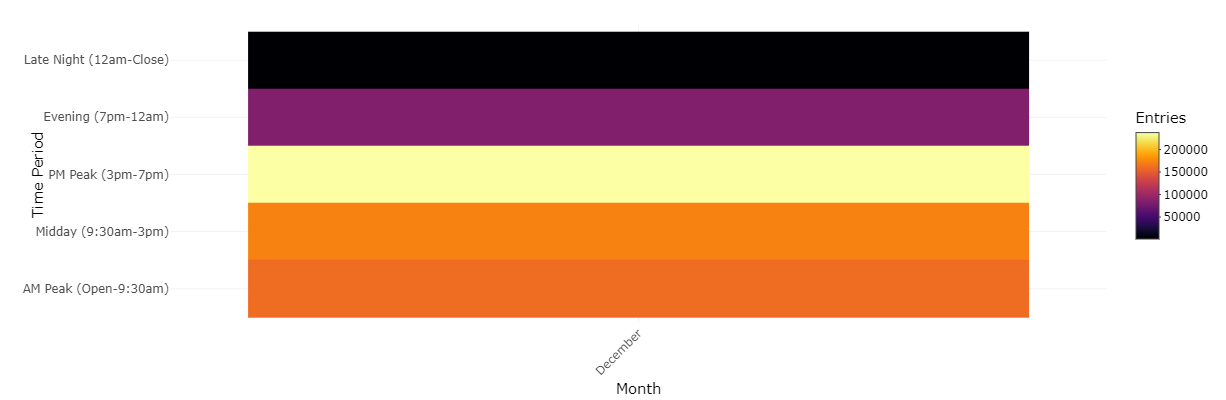 Late Night (12am-Close)
Evening (7pm-12am)
PM Peak (3pm-7pm)
Midday (9:30am-3pm)
AM Peak (Open-9:30am)
Time Period
December
Month
Entries
200000
150000
100000
50000